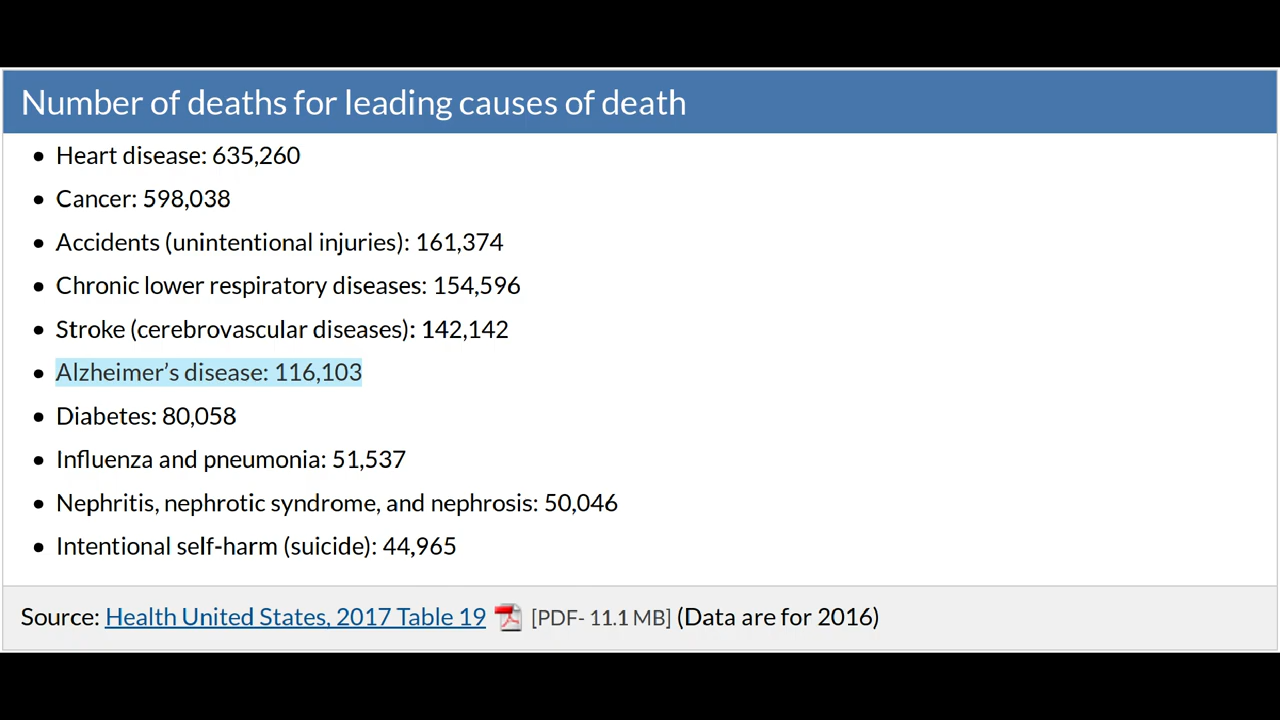 Number of deaths for leading causes of death
• Heart disease: 635,260
• Cancer: 598,038
• Accidents (unintentional injuries): 161,374
• Chronic lower respiratory diseases: 154,596
• Stroke (cerebrovascular diseases): 142,142
• Alzheimer’s disease: 116,103
• Diabetes: 80,058
• Influenza and pneumonia: 51,537
• Nephritis, nephrotic syndrome, and nephrosis: 50,046
• Intentional self-harm (suicide): 44,965
Source: Health United States, 2017 Table 19 [PDF- 11.1 MB] (Data are for 2016)